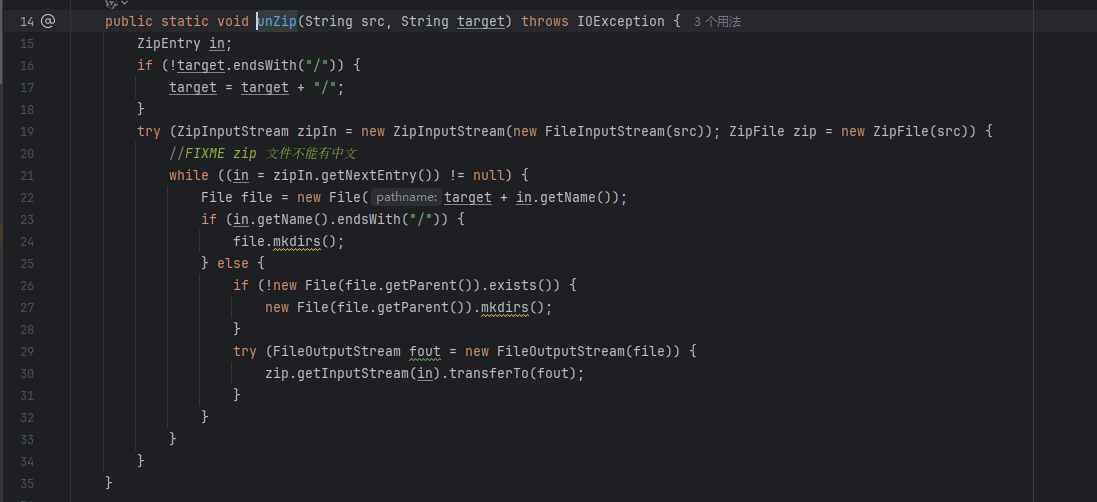 14 @ public static void unZip(String src, String target) throws IOException { 3 个用法
15 ZipEntry in;
16 if (!target.endsWith("/")) {
17 target = target + "/";
18 }
19 try (ZipInputStream zipIn = new ZipInputStream(new FileInputStream(src)); ZipFile zip = new ZipFile(src)) {
20 //FIXME zip 文件不能有中文
21 while ((in = zipIn.getNextEntry()) != null) {
22 File file = new File( pathname: target + in.getName());
23 if (in.getName().endsWith("/")) {
24 file.mkdirs();
25 } else {
26 if (!new File(file.getParent()).exists()) {
27 new File(file.getParent()).mkdirs();
28 }
29 try (FileOutputStream fout = new FileOutputStream(file)) {
30 zip.getInputStream(in).transferTo(fout);
31 }
32 }
33 }
34 }
35 }